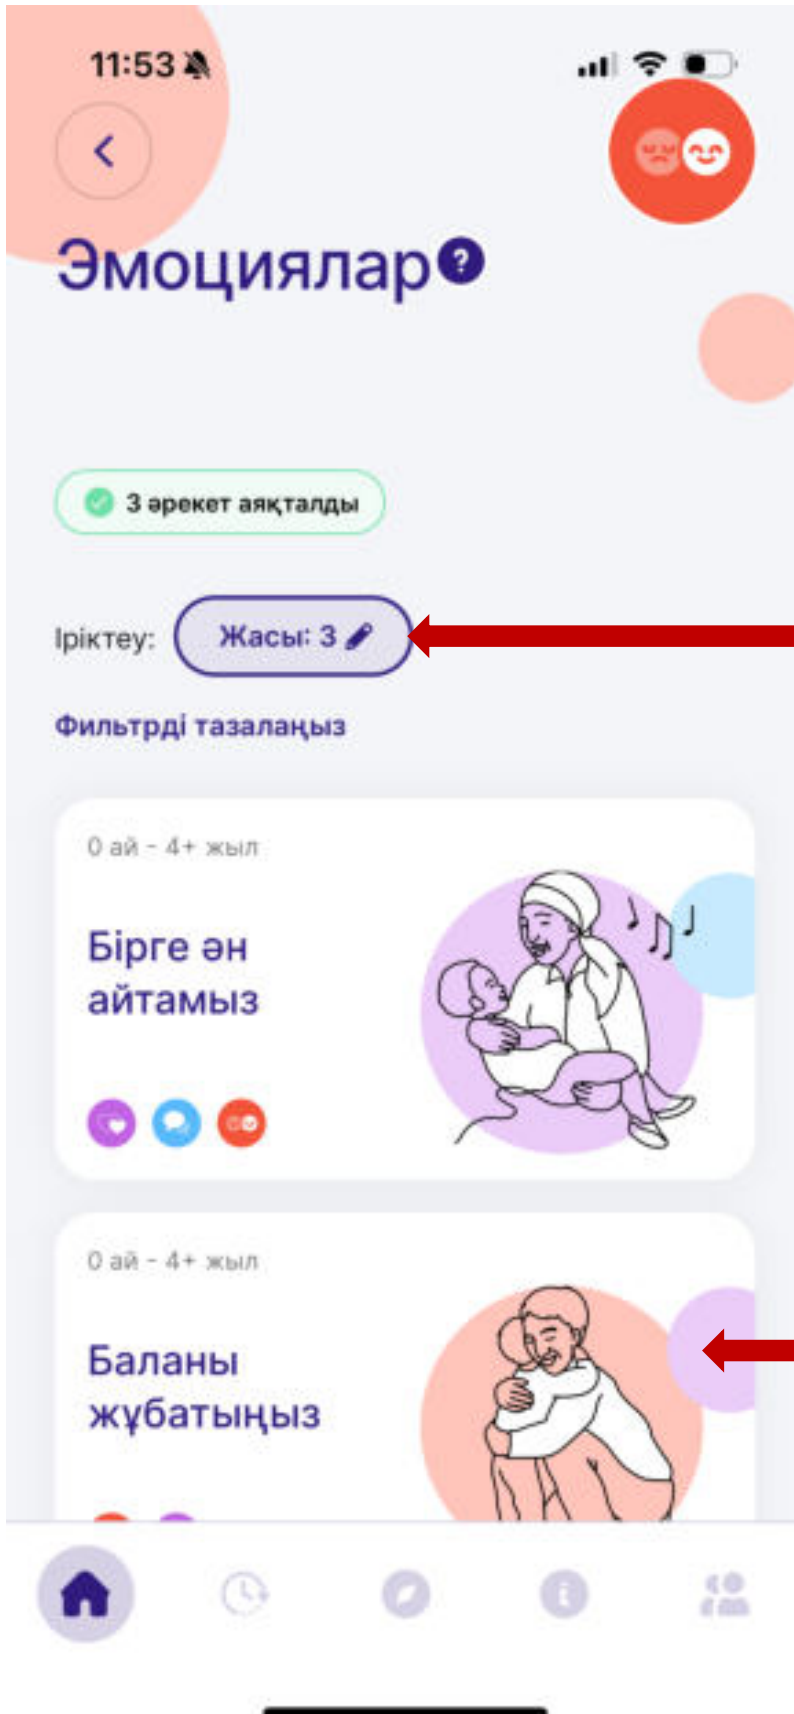 11:53
Эмоциялар?
3 әрекет аяқталды
Іріктеу: Жасы: 3
Фильтрді тазалаңыз
0 ай - 4+ жыл
Бірге ән
айтамыз
0 ай - 4+ жыл
Баланы
жұбатыңыз